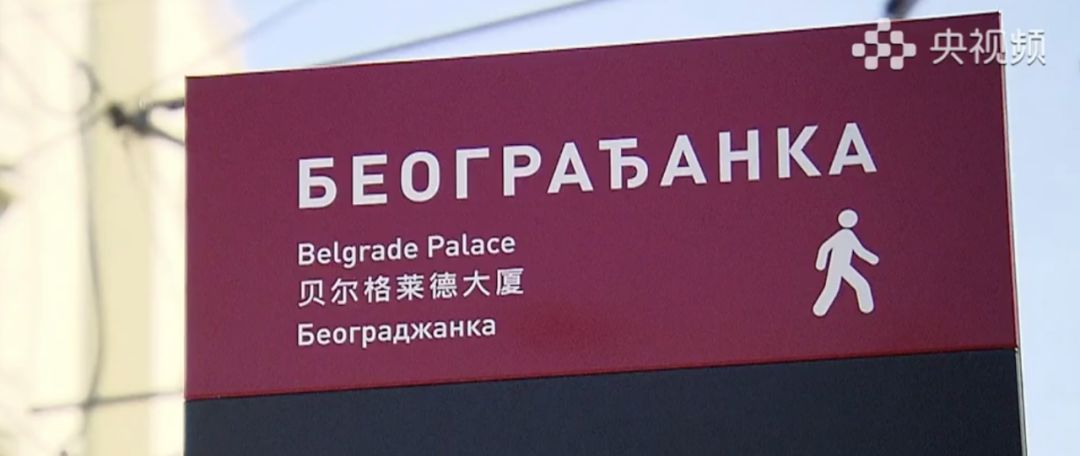 央视频
БЕОГРАЂАНКА
Belgrade Palace
贝尔格莱德大厦
Београджанка